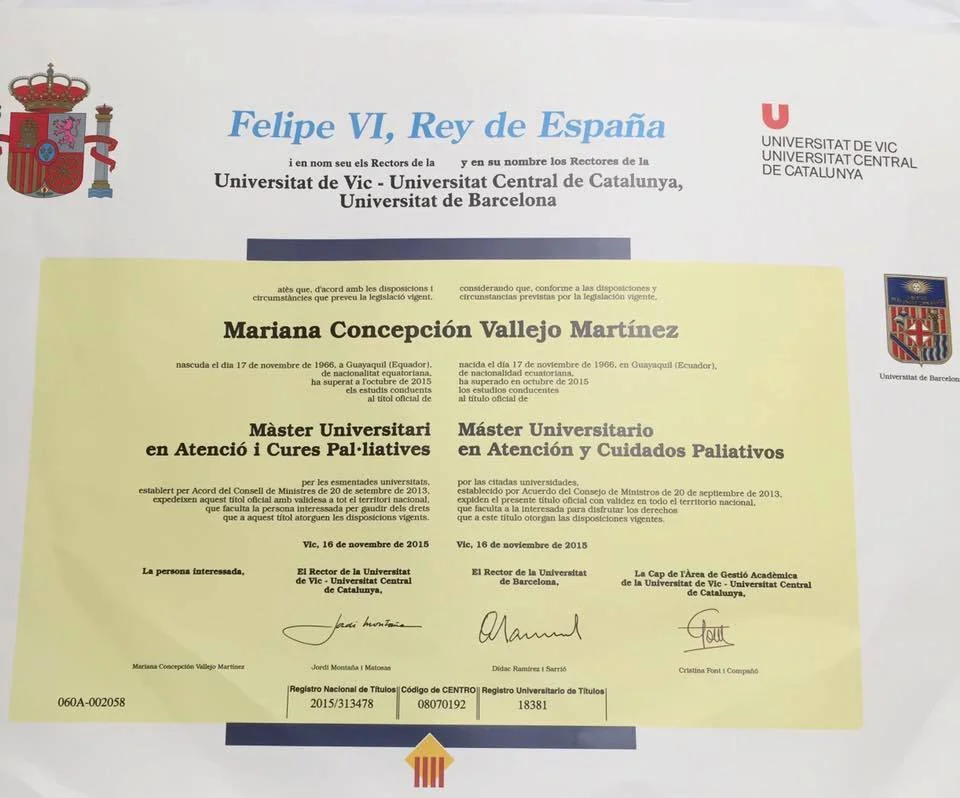 Felipe VI, Rey de España
i en nom seu els Rectors de la
y en su nombre los Rectores de la
Universitat de Vic - Universitat Central de Catalunya,
Universitat de Barcelona
U
UNIVERSITAT DE VIC
UNIVERSITAT CENTRAL
DE CATALUNYA
Universitat de Barcelon
atès que, d'acord amb les disposicions i
circumstàncies que preveu la legislació vigent,
considerando que, conforme a las disposiciones y
circunstancias previstas por la legislación vigente,
Mariana Concepción Vallejo Martínez
nascuda el dia 17 de novembre de 1966, a Guayaquil (Equador),
de nacionalitat equatoriana,
ha superat a l'octubre de 2015
els estudis conduents
al títol oficial de
nacida el día 17 de noviembre de 1966, en Guayaquil (Ecuador),
de nacionalidad ecuatoriana,
ha superado en octubre de 2015
los estudios conducentes
al título oficial de
Màster Universitari
en Atenció i Cures Pal·liatives
Máster Universitario
en Atención y Cuidados Paliativos
per les esmentades universitats,
establert per Acord del Consell de Ministres de 20 de setembre de 2013,
expedeixen aquest títol oficial amb validesa a tot el territori nacional,
que faculta la persona interessada per gaudir dels drets
que a aquest títol atorguen les disposicions vigents.
por las citadas universidades,
establecido por Acuerdo del Consejo de Ministros de 20 de septiembre de 2013,
expiden el presente título oficial con validez en todo el territorio nacional,
que faculta a la interesada para disfrutar los derechos
que a este título otorgan las disposiciones vigentes.
Vic, 16 de novembre de 2015
Vic, 16 de noviembre de 2015
La persona interessada,
El Rector de la Universitat
de Vic - Universitat Central
de Catalunya,
El Rector de la Universitat
de Barcelona,
La Cap de l'Àrea de Gestió Acadèmica
de la Universitat de Vic - Universitat Central
de Catalunya,
Jordi Montaña
Font
Mariana Concepción Vallejo Martínez
Jordi Montaña i Matosas
Dídac Ramírez i Sarrió
Cristina Font i Compañó
060A-002058
Registro Nacional de Títulos
2015/313478
Código de CENTRO
08070192
Registro Universitario de Títulos
18381